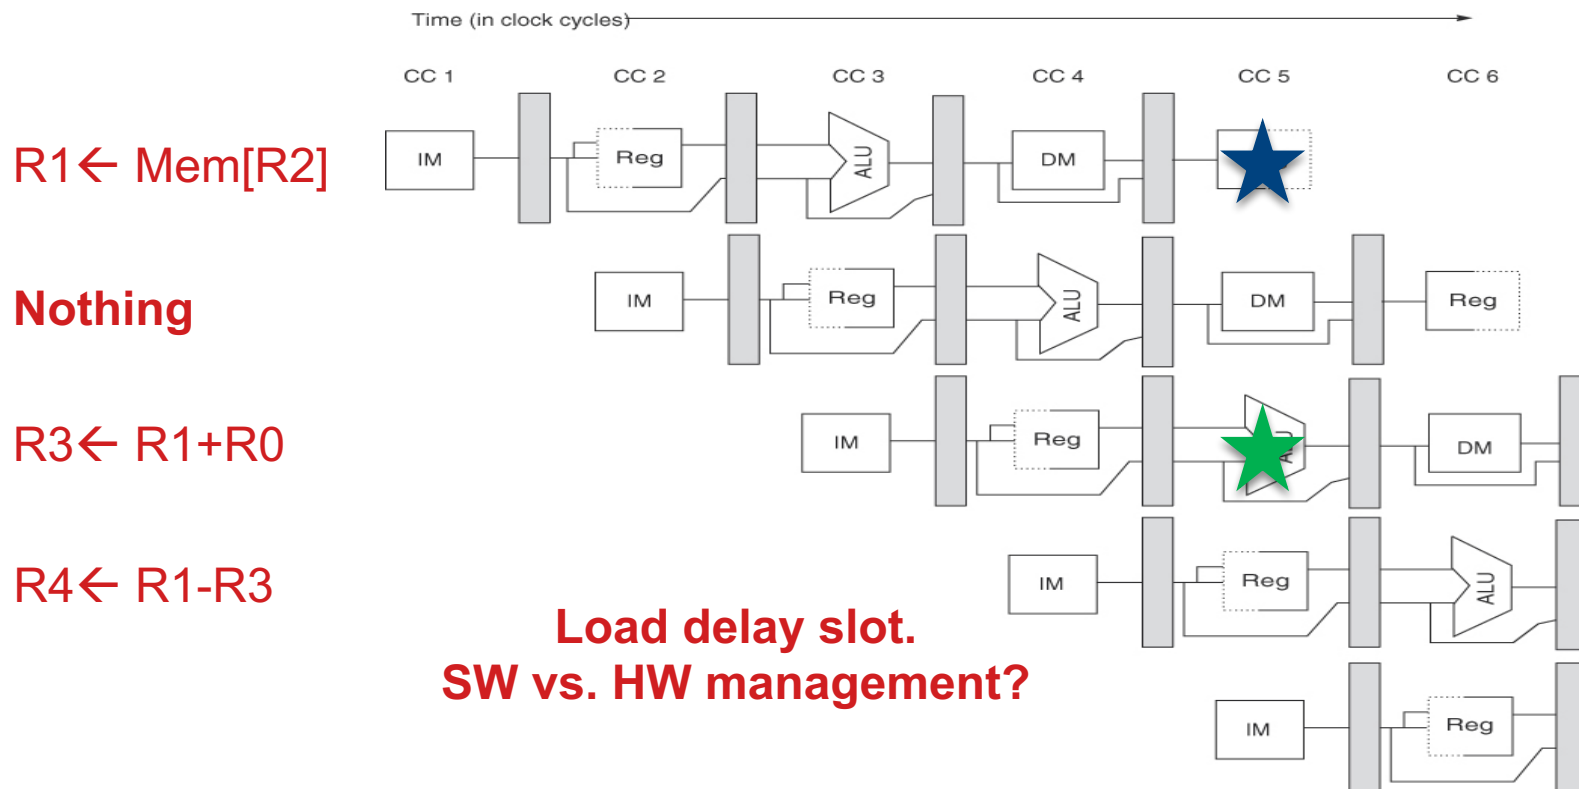 Time (in clock cycles)
CC 1 CC 2 CC 3 CC 4 CC 5 CC 6
R1← Mem[R2] IM Reg ALU DM
Nothing IM Reg ALU DM Reg
R3← R1+R0 IM Reg ALU DM
R4← R1-R3 IM Reg ALU
Load delay slot.
SW vs. HW management?
IM Reg